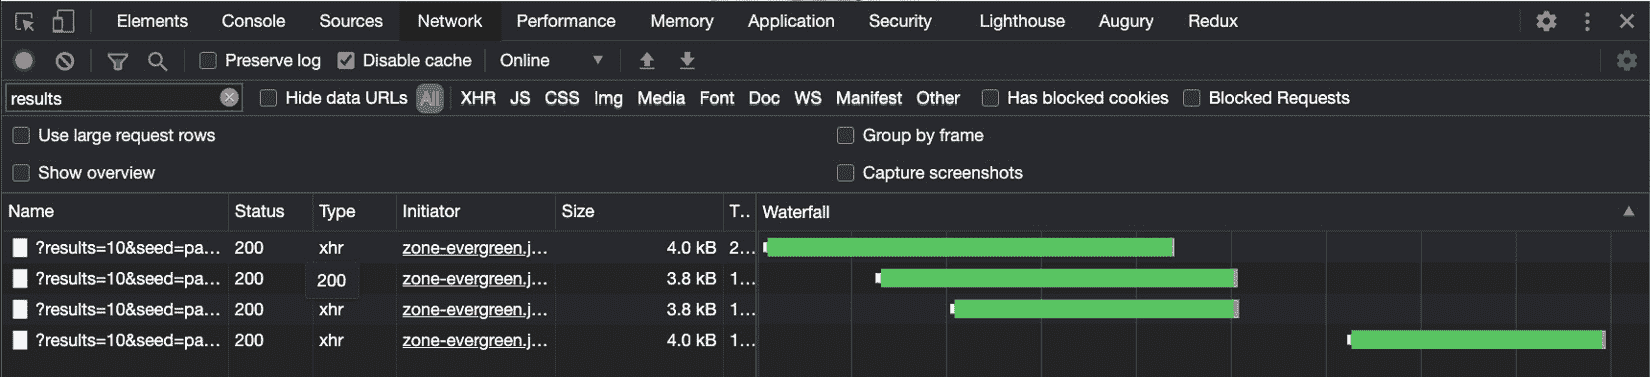 Elements Console Sources Network Performance Memory Application Security Lighthouse Augury Redux
Preserve log Disable cache Online
results Hide data URLs All XHR JS CSS Img Media Font Doc WS Manifest Other Has blocked cookies Blocked Requests
Use large request rows Group by frame
Show overview Capture screenshots
Name Status Type Initiator Size T... Waterfall
?results=10&seed=pa... 200 xhr zone-evergreen.j... 4.0 kB 2...
?results=10&seed=pa... 200 200 zone-evergreen.j... 3.8 kB 1...
?results=10&seed=pa... 200 xhr zone-evergreen.j... 3.8 kB 1...
?results=10&seed=pa... 200 xhr zone-evergreen.j... 4.0 kB 1...